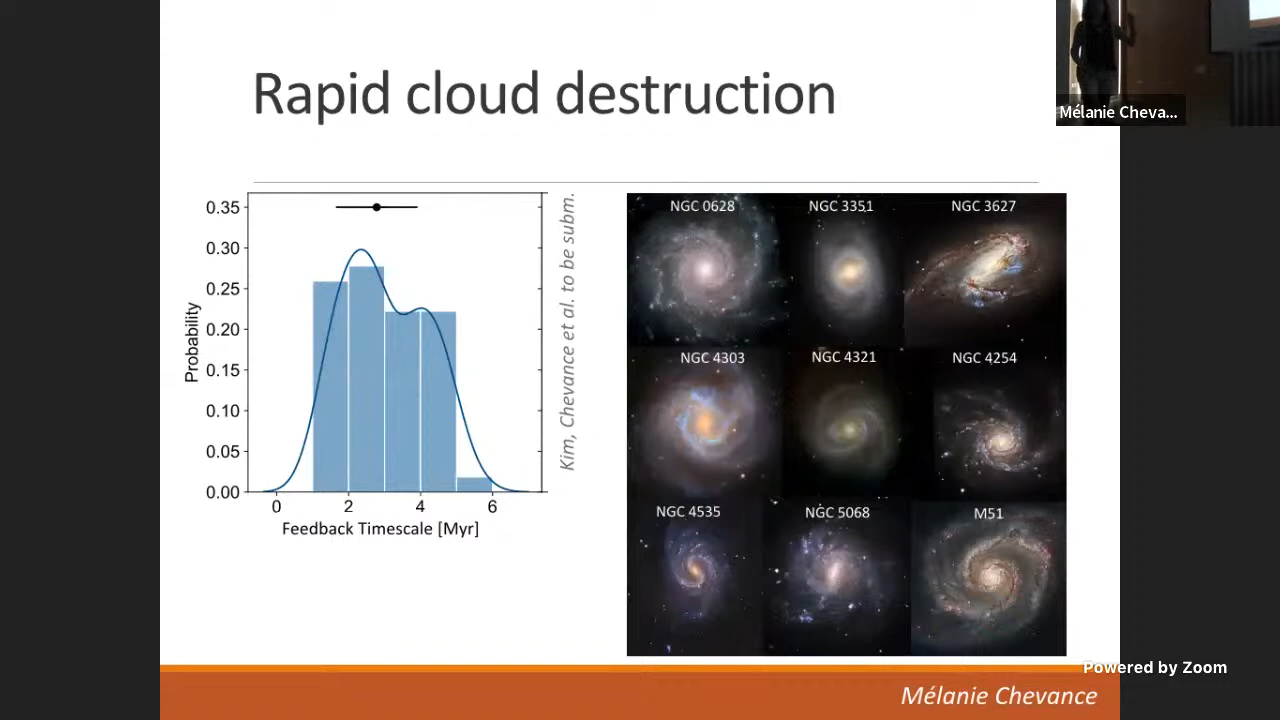 Rapid cloud destruction
Mélanie Cheva...
0.35
0.30
0.25
0.20
0.15
0.10
0.05
0.00
Probability
0 2 4 6
Feedback Timescale [Myr]
Kim, Chevance et al. to be subm.
NGC 0628 NGC 3351 NGC 3627
NGC 4303 NGC 4321 NGC 4254
NGC 4535 NGC 5068 M51
Powered by Zoom
Mélanie Chevance